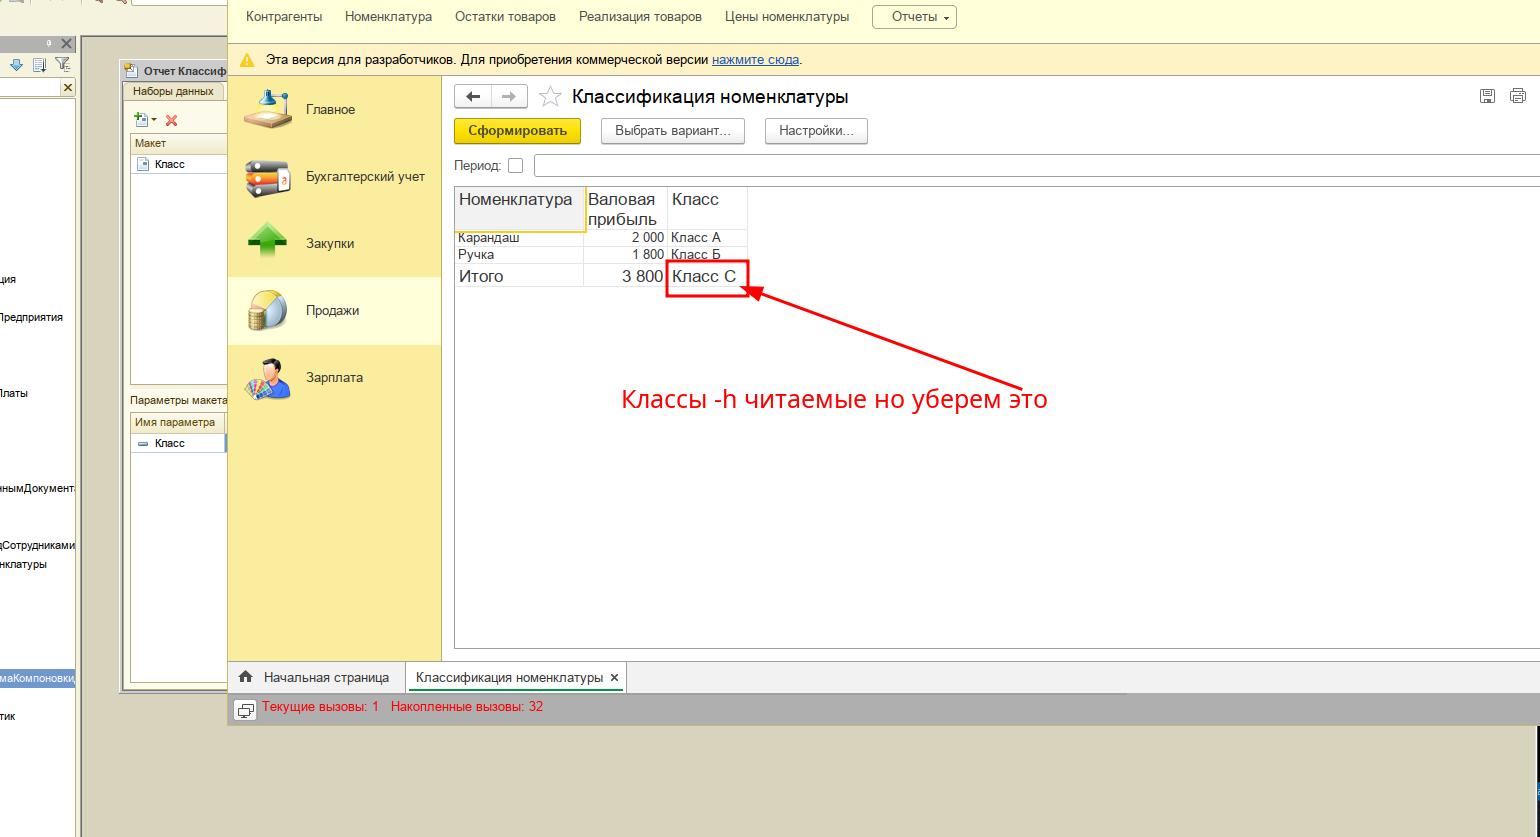 Контрагенты Номенклатура Остатки товаров Реализация товаров Цены номенклатуры Отчеты
Эта версия для разработчиков. Для приобретения коммерческой версии нажмите сюда.
Отчет Классиф
Наборы данных
Макет
Класс
Параметры макета
Имя параметра
Класс
ция
Предприятия
Платы
нымДокумент
дСотрудниками
нклатуры
маКомпоновки
тик
Главное
Бухгалтерский учет
Закупки
Продажи
Зарплата
Классификация номенклатуры
Сформировать Выбрать вариант... Настройки...
Период:
Номенклатура Валовая прибыль Класс
Карандаш 2 000 Класс А
Ручка 1 800 Класс Б
Итого 3 800 Класс С
Классы -h читаемые но уберем это
Начальная страница Классификация номенклатуры
Текущие вызовы: 1 Накопленные вызовы: 32